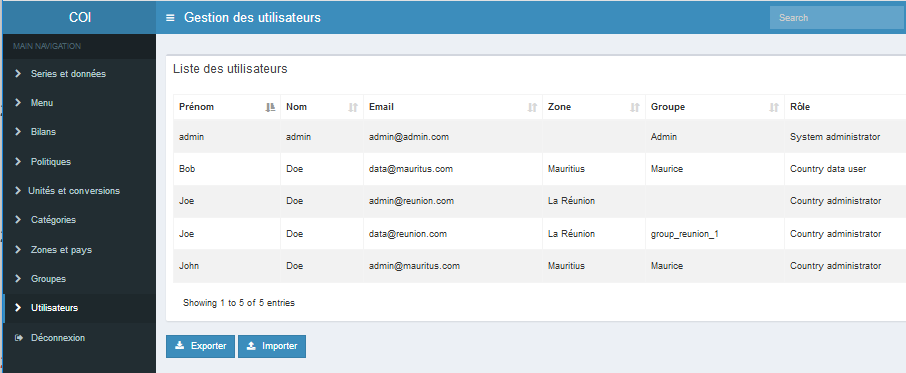 COI
Gestion des utilisateurs
Search
MAIN NAVIGATION
Series et données
Menu
Bilans
Politiques
Unités et conversions
Catégories
Zones et pays
Groupes
Utilisateurs
Déconnexion
Liste des utilisateurs
Prénom Nom Email Zone Groupe Rôle
admin admin admin@admin.com Admin System administrator
Bob Doe data@mauritus.com Mauritius Maurice Country data user
Joe Doe admin@reunion.com La Réunion Country administrator
Joe Doe data@reunion.com La Réunion group_reunion_1 Country administrator
John Doe admin@mauritus.com Mauritius Maurice Country administrator
Showing 1 to 5 of 5 entries
Exporter Importer